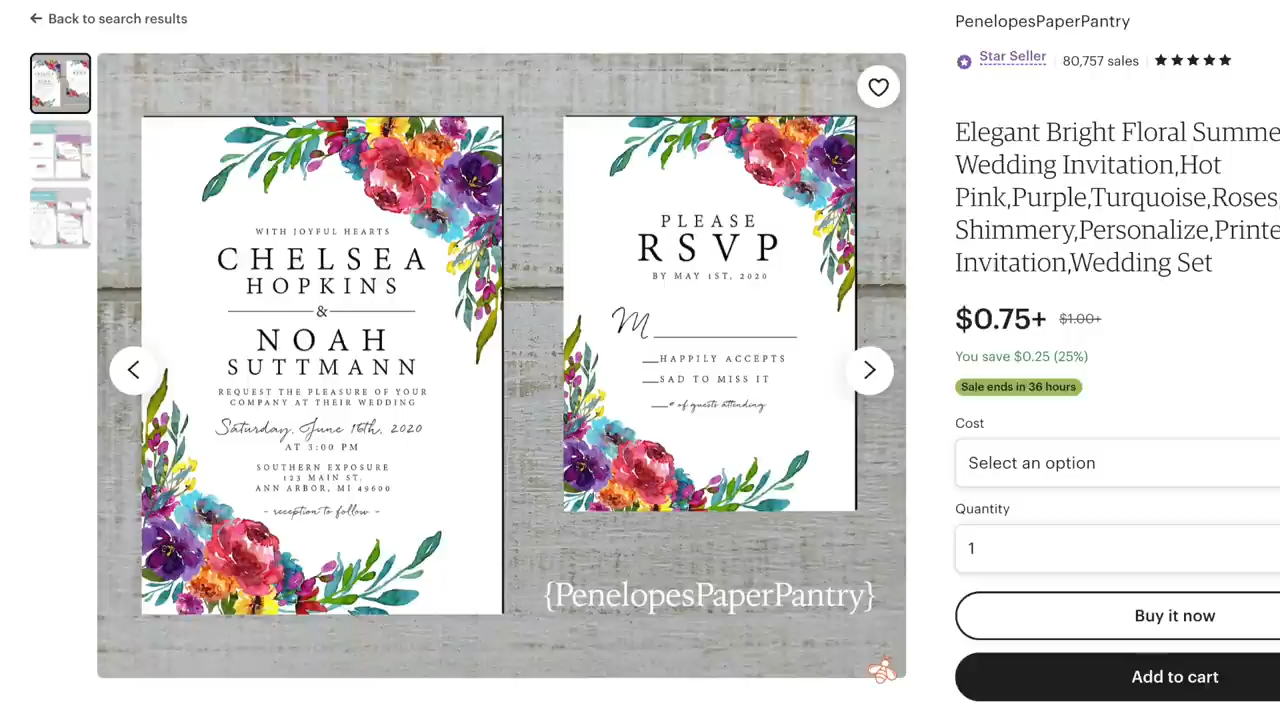 Back to search results
WITH JOYFUL HEARTS
CHELSEA
HOPKINS
&
NOAH
SUTTMANN
REQUEST THE PLEASURE OF YOUR
COMPANY AT THEIR WEDDING
Saturday, June 16th, 2020
AT 3:00 PM
SOUTHERN EXPOSURE
123 MAIN ST.
ANN ARBOR, MI 49600
~ reception to follow ~
PLEASE
RSVP
BY MAY 1ST, 2020
M
HAPPILY ACCEPTS
SAD TO MISS IT
# of guests attending
{PenelopesPaperPantry}
PenelopesPaperPantry
Star Seller 80,757 sales
Elegant Bright Floral
Wedding Invitation,Hot
Pink,Purple,Turquoise,Roses,
Shimmery,Personalize,
Invitation,Wedding Set
$0.75+ $1.00+
You save $0.25 (25%)
Sale ends in 36 hours
Cost
Select an option
Quantity
1
Buy it now
Add to cart